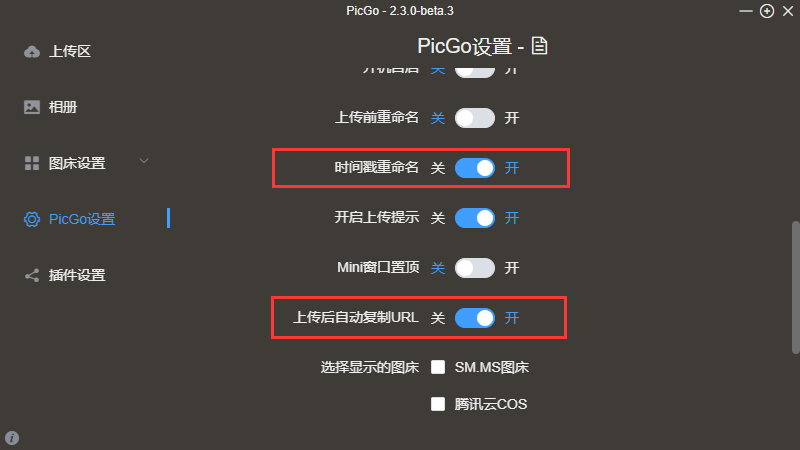 PicGo - 2.3.0-beta.3
上传区
相册
图床设置
PicGo设置
插件设置
PicGo设置 -
开机自启 关 开
上传前重命名 关 开
时间戳重命名 关 开
开启上传提示 关 开
Mini窗口置顶 关 开
上传后自动复制URL 关 开
选择显示的图床 SM.MS图床
腾讯云COS